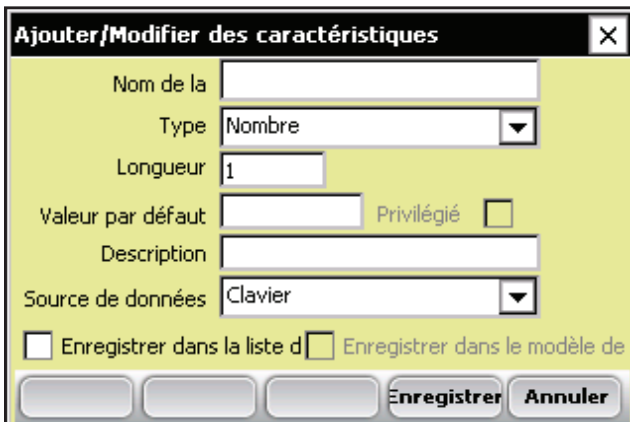 Ajouter/Modifier des caractéristiques
Nom de la
Type Nombre
Longueur 1
Valeur par défaut Privilégié
Description
Source de données Clavier
Enregistrer dans la liste d Enregistrer dans le modèle de
Enregistrer Annuler